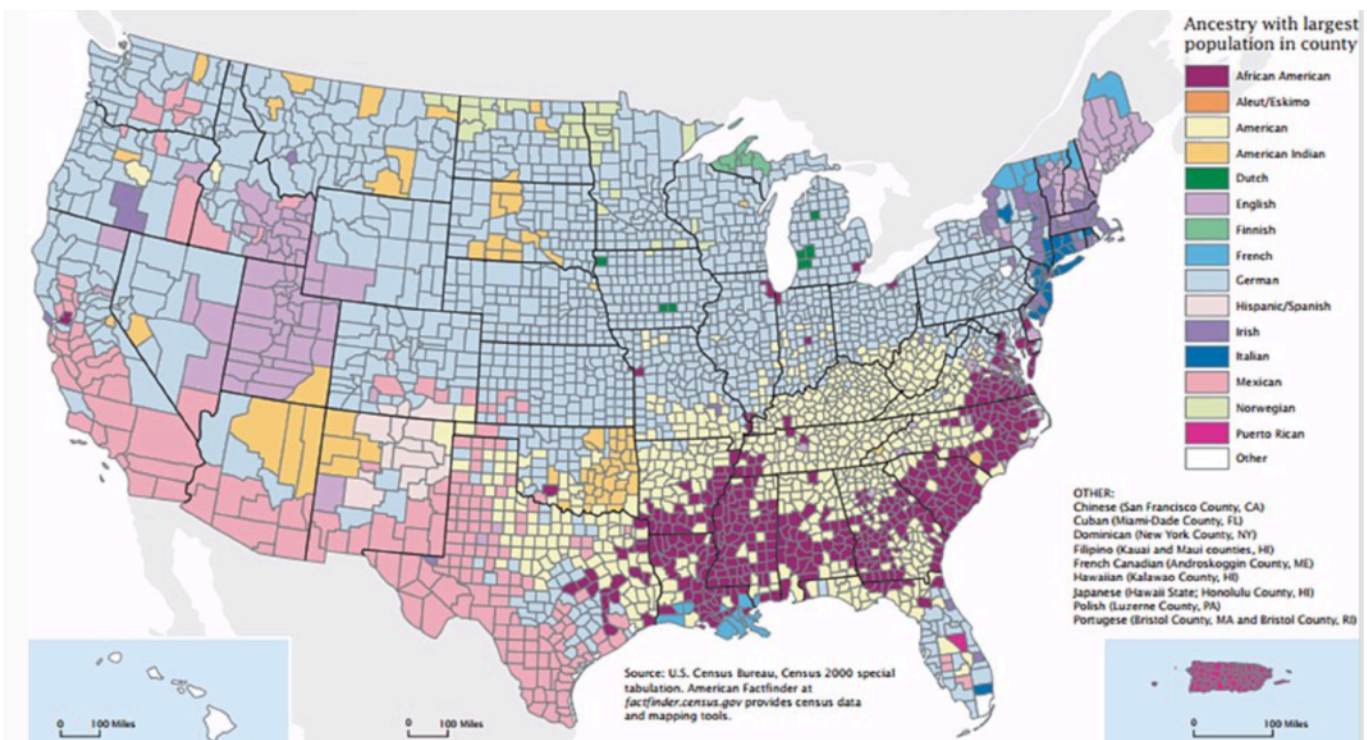 Ancestry with largest
population in county
African American
Aleut/Eskimo
American
American Indian
Dutch
English
Finnish
French
German
Hispanic/Spanish
Irish
Italian
Mexican
Norwegian
Puerto Rican
Other
OTHER:
Chinese (San Francisco County, CA)
Cuban (Miami-Dade County, FL)
Dominican (New York County, NY)
Filipino (Kauai and Maui counties, HI)
French Canadian (Androskoggin County, ME)
Hawaiian (Kalawao County, HI)
Japanese (Hawaii State; Honolulu County, HI)
Polish (Luzerne County, PA)
Portugese (Bristol County, MA and Bristol County, RI)
Source: U.S. Census Bureau, Census 2000 special
tabulation. American Factfinder at
factfinder.census.gov provides census data
and mapping tools.
0 100 Miles
0 100 Miles
0 100 Miles